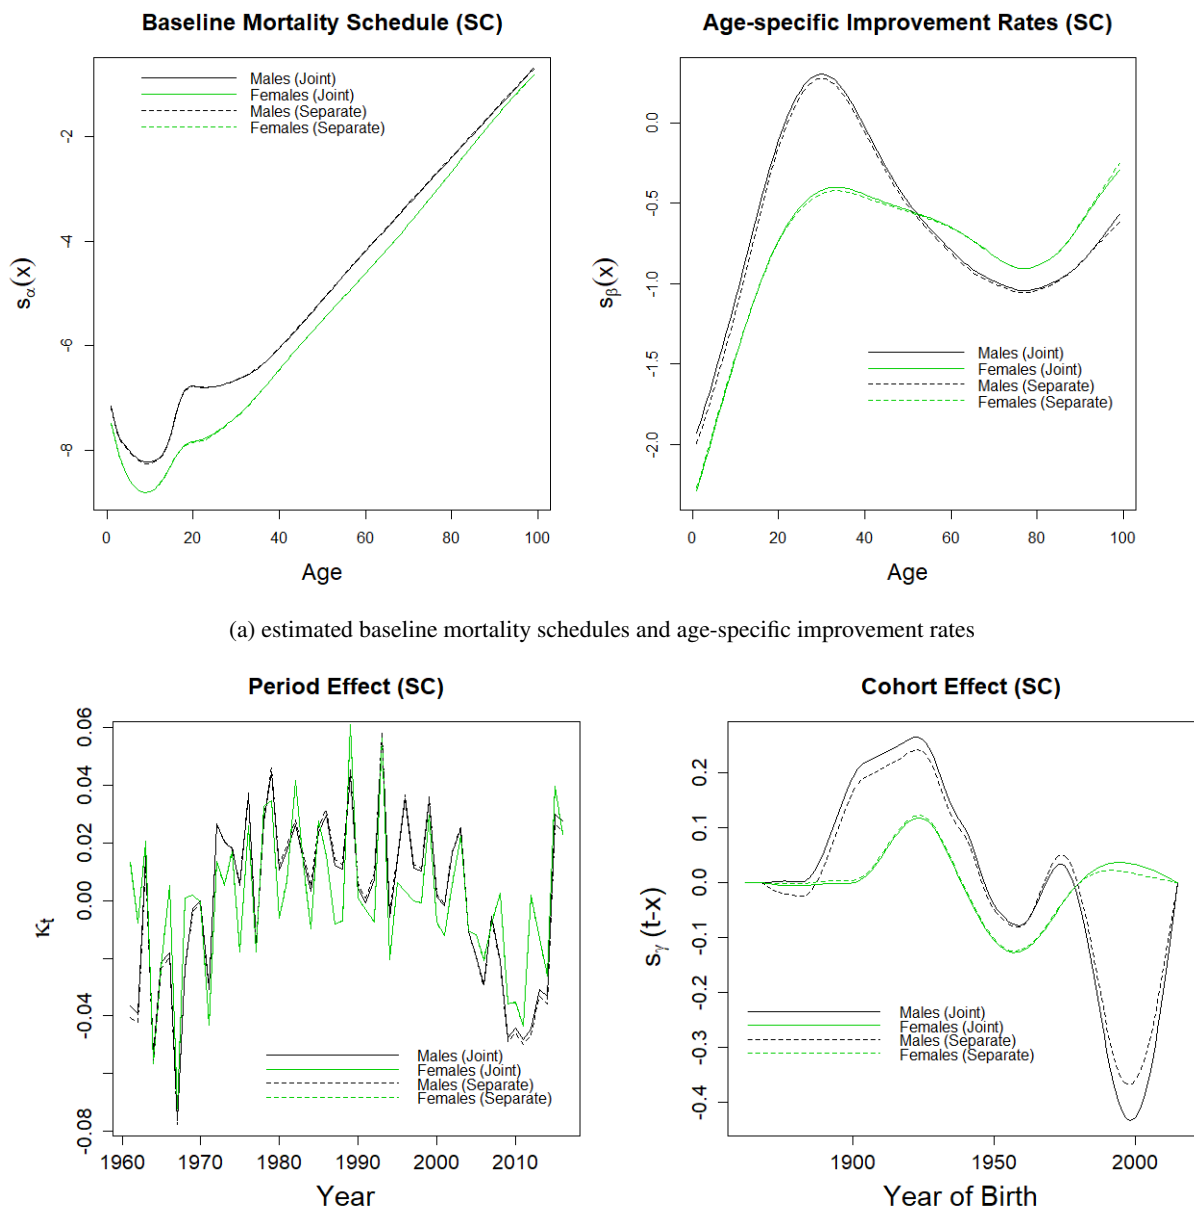 Baseline Mortality Schedule (SC)
Males (Joint)
Females (Joint)
Males (Separate)
Females (Separate)
-2
-4
-6
-8
sα(x)
0 20 40 60 80 100
Age
Age-specific Improvement Rates (SC)
0.0
-0.5
-1.0
-1.5
-2.0
sβ(x)
Males (Joint)
Females (Joint)
Males (Separate)
Females (Separate)
0 20 40 60 80 100
Age
(a) estimated baseline mortality schedules and age-specific improvement rates
Period Effect (SC)
0.06
0.04
0.02
0.00
-0.04
-0.08
κt
Males (Joint)
Females (Joint)
Males (Separate)
Females (Separate)
1960 1970 1980 1990 2000 2010
Year
Cohort Effect (SC)
0.2
0.1
0.0
-0.1
-0.2
-0.3
-0.4
sγ (t-x)
Males (Joint)
Females (Joint)
Males (Separate)
Females (Separate)
1900 1950 2000
Year of Birth